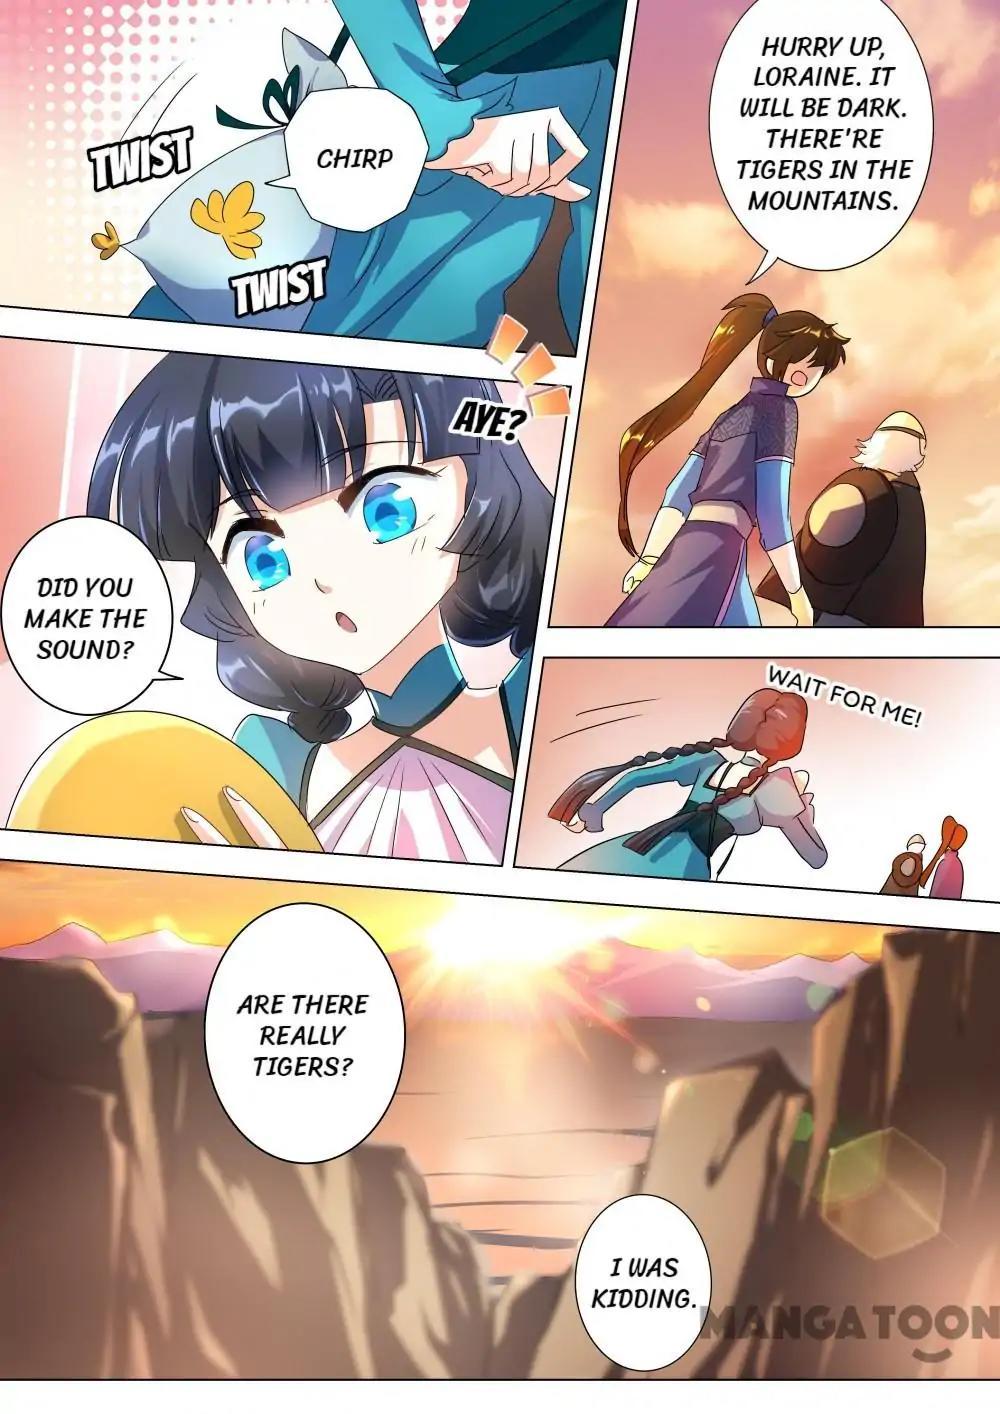 TWIST
CHIRP
TWIST
HURRY UP,
LORAINE. IT
WILL BE DARK.
THERE'RE
TIGERS IN THE
MOUNTAINS.
AYE?
DID YOU
MAKE THE
SOUND?
WAIT FOR ME!
ARE THERE
REALLY
TIGERS?
I WAS
KIDDING.
MANGATOON